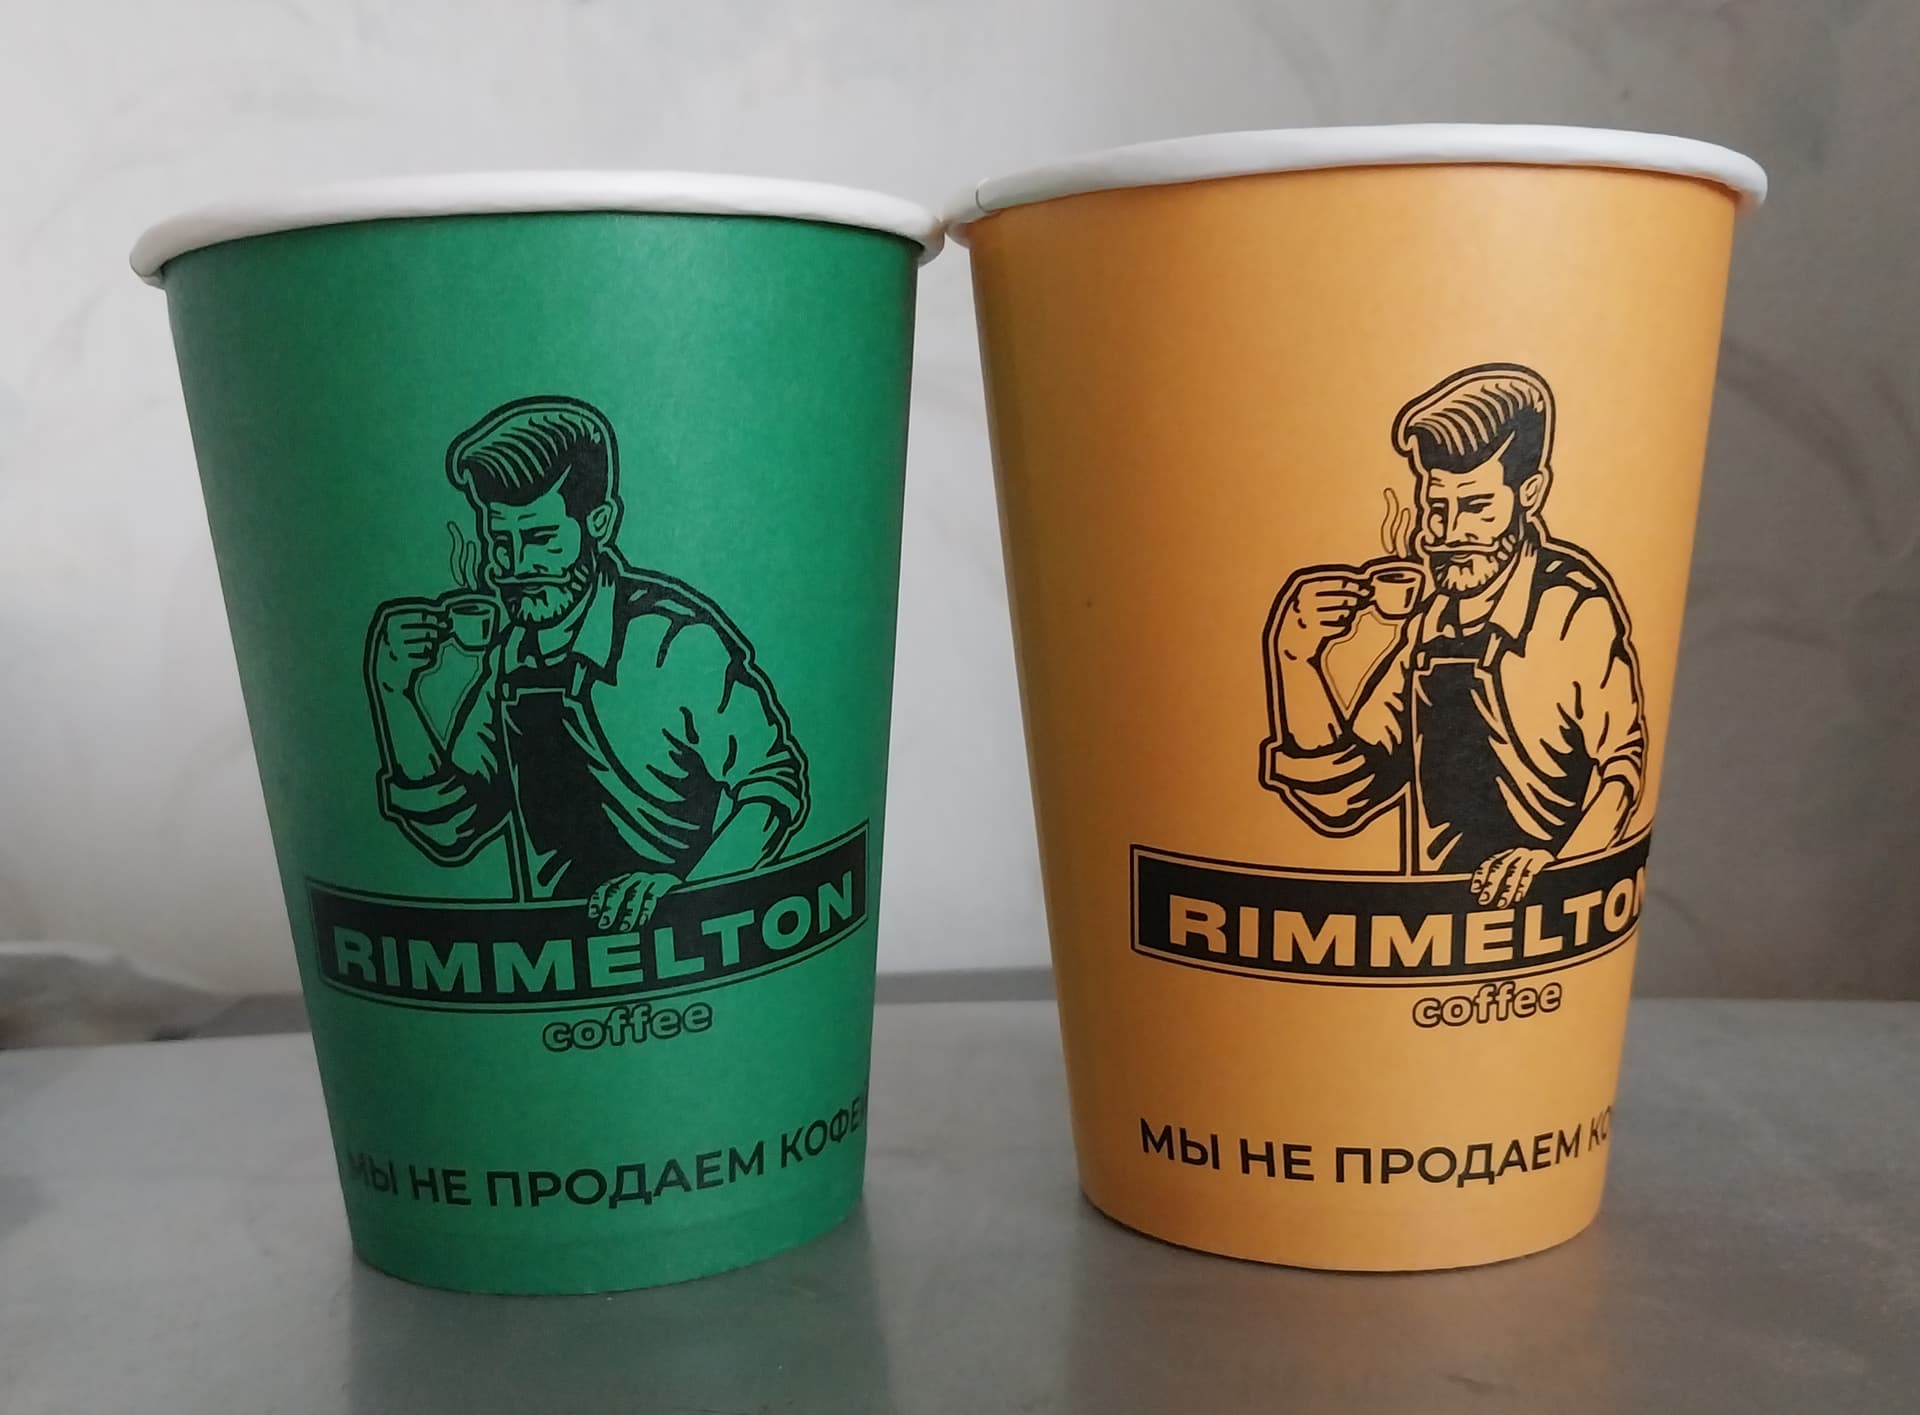 RIMMELTON
coffee
МЫ НЕ ПРОДАЕМ
RIMMELTON
coffee
МЫ НЕ ПРОДАЕМ